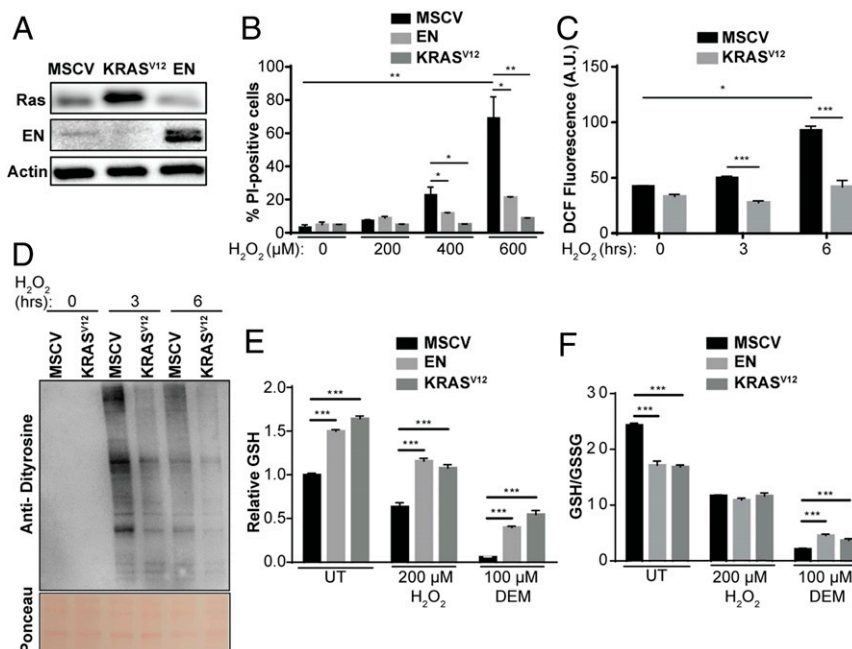 A
MSCV KRASV12 EN
Ras
EN
Actin
B
MSCV
EN
KRASV12
% PI-positive cells
100
80
60
40
20
0
**
*
*
**
*
H2O2 (μM): 0 200 400 600
C
MSCV
KRASV12
DCF Fluorescence (A.U.)
150
100
50
0
*
***
***
H2O2 (hrs): 0 3 6
D
H2O2
(hrs): 0 3 6
MSCV
KRASV12
MSCV
KRASV12
MSCV
KRASV12
Anti- Dityrosine
Ponceau
E
MSCV
EN
KRASV12
Relative GSH
2.0
1.5
1.0
0.5
0.0
***
***
***
***
***
***
UT
200 μM
H2O2
100 μM
DEM
F
MSCV
EN
KRASV12
GSH/GSSG
30
20
10
0
***
***
***
***
UT
200 μM
H2O2
100 μM
DEM